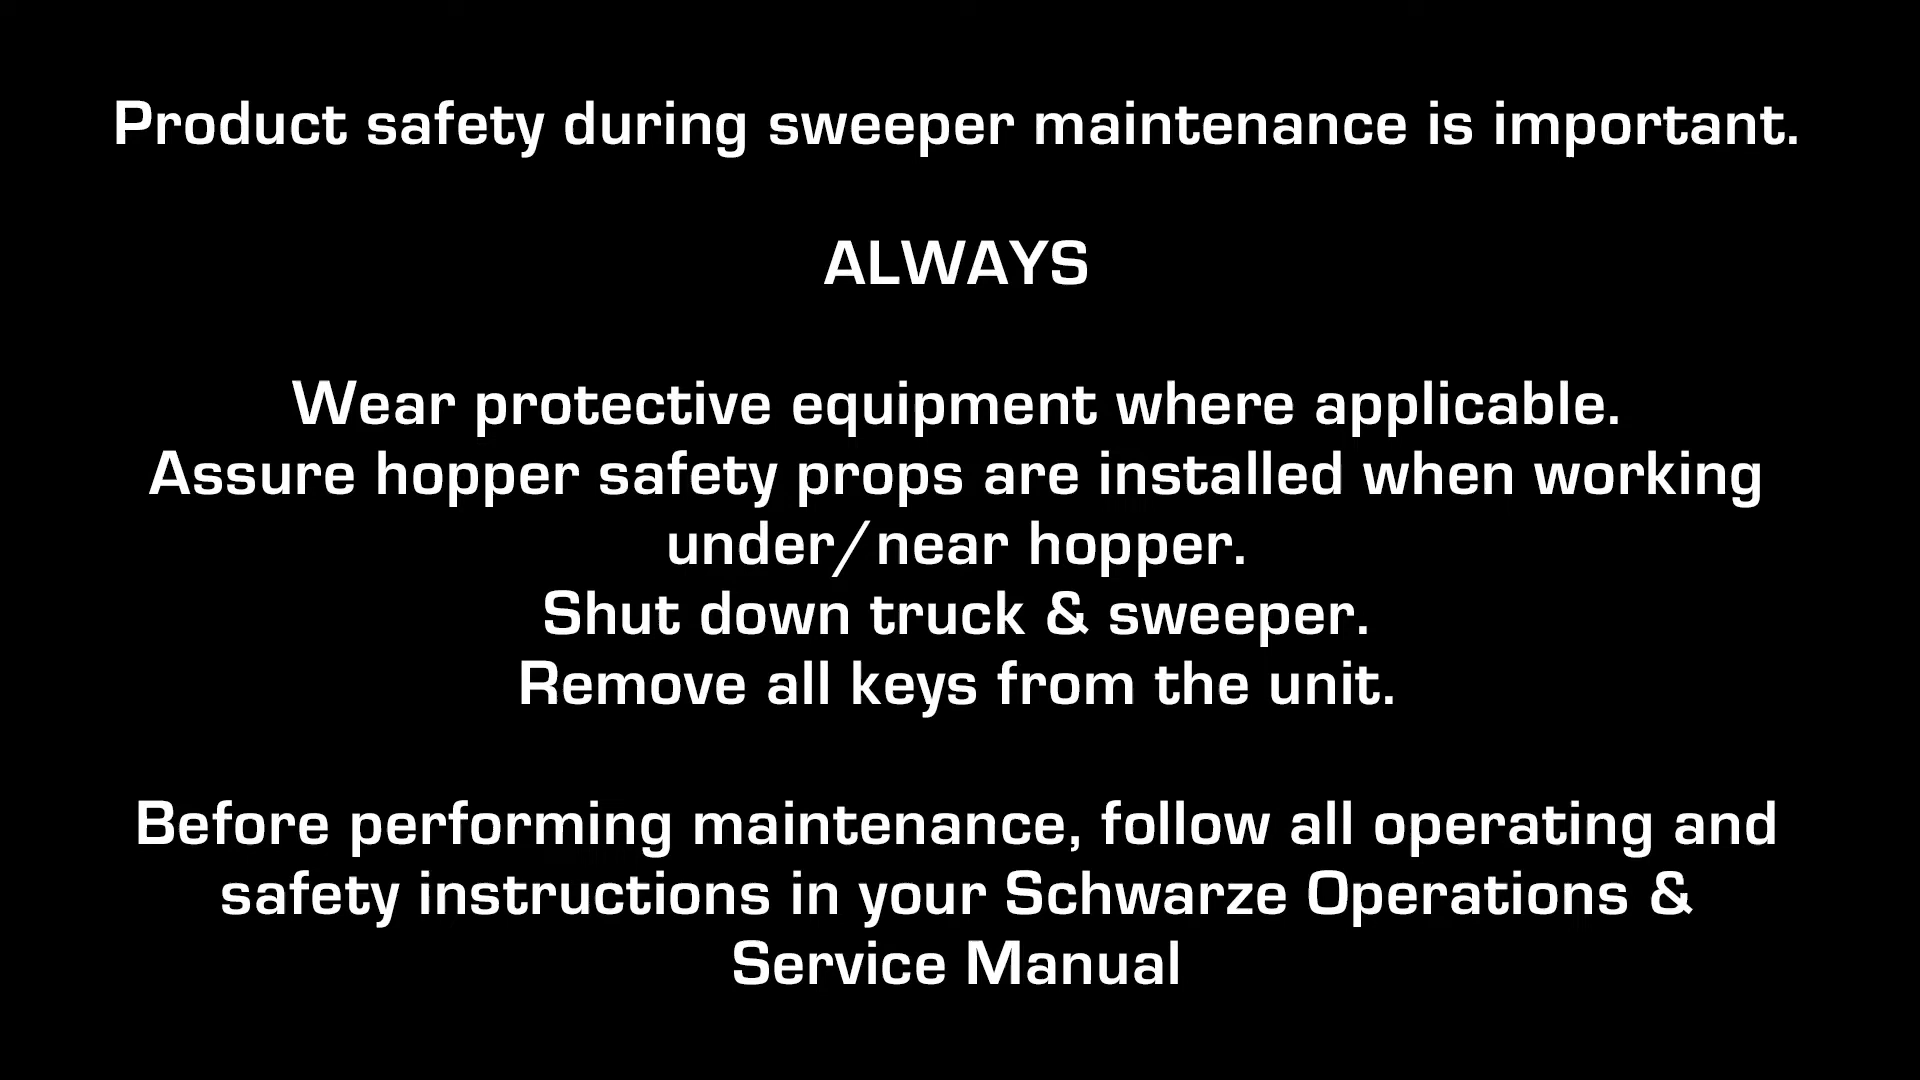 Product safety during sweeper maintenance is important.
ALWAYS
Wear protective equipment where applicable.
Assure hopper safety props are installed when working
under/near hopper.
Shut down truck & sweeper.
Remove all keys from the unit.
Before performing maintenance, follow all operating and
safety instructions in your Schwarze Operations &
Service Manual